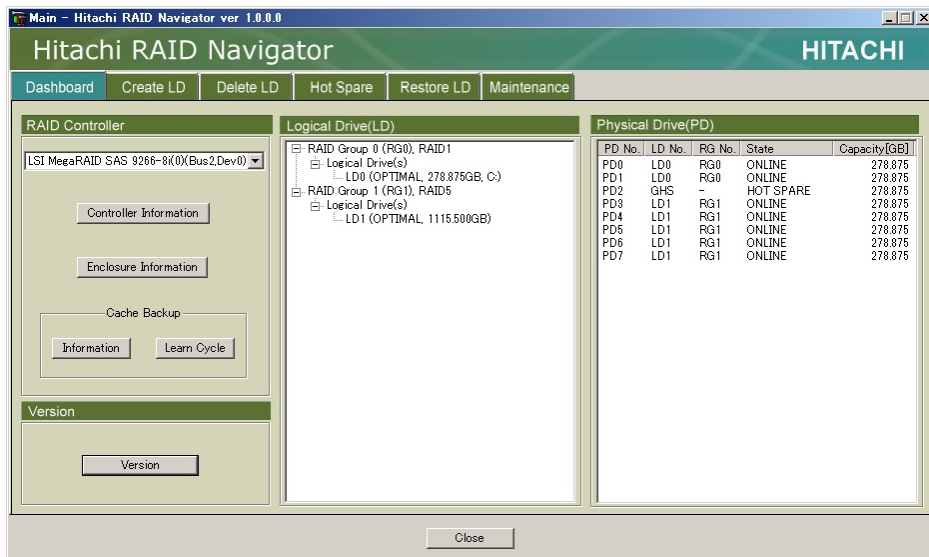 Main - Hitachi RAID Navigator ver 1.0.0.0
Hitachi RAID Navigator
HITACHI
Dashboard Create LD Delete LD Hot Spare Restore LD Maintenance
RAID Controller
LSI MegaRAID SAS 9266-8i(0)(Bus2,Dev0)
Controller Information
Enclosure Information
Cache Backup
Information Learn Cycle
Version
Version
Logical Drive(LD)
RAID Group 0 (RG0), RAID1
Logical Drive(s)
LD0 (OPTIMAL, 278.875GB, C:)
RAID Group 1 (RG1), RAID5
Logical Drive(s)
LD1 (OPTIMAL, 1115.500GB)
Physical Drive(PD)
PD No. LD No. RG No. State Capacity[GB]
PD0 LD0 RG0 ONLINE 278.875
PD1 LD0 RG0 ONLINE 278.875
PD2 GHS - HOT SPARE 278.875
PD3 LD1 RG1 ONLINE 278.875
PD4 LD1 RG1 ONLINE 278.875
PD5 LD1 RG1 ONLINE 278.875
PD6 LD1 RG1 ONLINE 278.875
PD7 LD1 RG1 ONLINE 278.875
Close